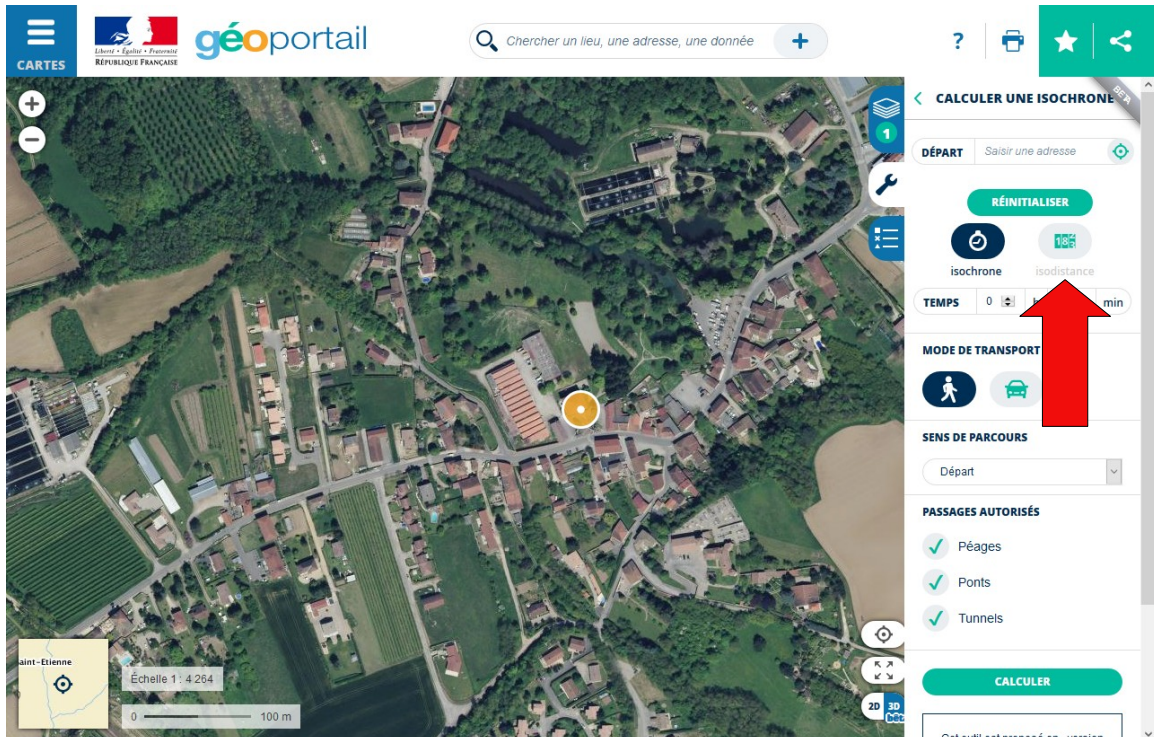 CARTES
Liberté • Égalité • Fraternité
RÉPUBLIQUE FRANÇAISE
géoportail
Chercher un lieu, une adresse, une donnée
+
?
+
−
1
CALCULER UNE ISOCHRONE
BETA
DÉPART Saisir une adresse
RÉINITIALISER
isochrone isodistance
TEMPS 0 min
MODE DE TRANSPORT
SENS DE PARCOURS
Départ
PASSAGES AUTORISÉS
Péages
Ponts
Tunnels
CALCULER
2D 3D
bêta
aint-Etienne
Échelle 1 : 4 264
0 100 m